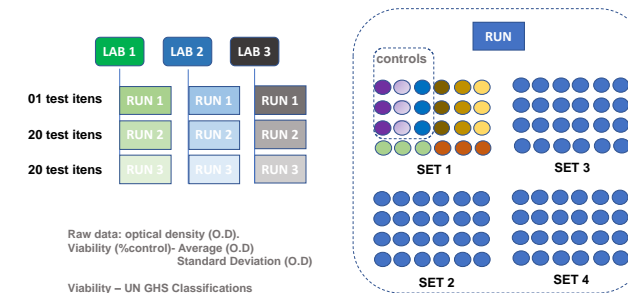 LAB 1 LAB 2 LAB 3
01 test itens RUN 1 RUN 1 RUN 1
20 test itens RUN 2 RUN 2 RUN 2
20 test itens RUN 3 RUN 3 RUN 3
Raw data: optical density (O.D).
Viability (%control)- Average (O.D)
Standard Deviation (O.D)
Viability – UN GHS Classifications
RUN
controls
SET 1 SET 3
SET 2 SET 4